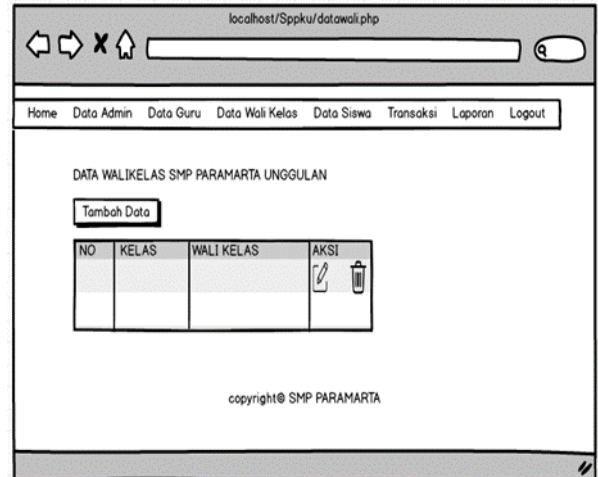 localhost/Sppku/datawali.php
Home Data Admin Data Guru Data Wali Kelas Data Siswa Transaksi Laporan Logout
DATA WALIKELAS SMP PARAMARTA UNGGULAN
Tambah Data
NO KELAS WALI KELAS AKSI
copyright© SMP PARAMARTA